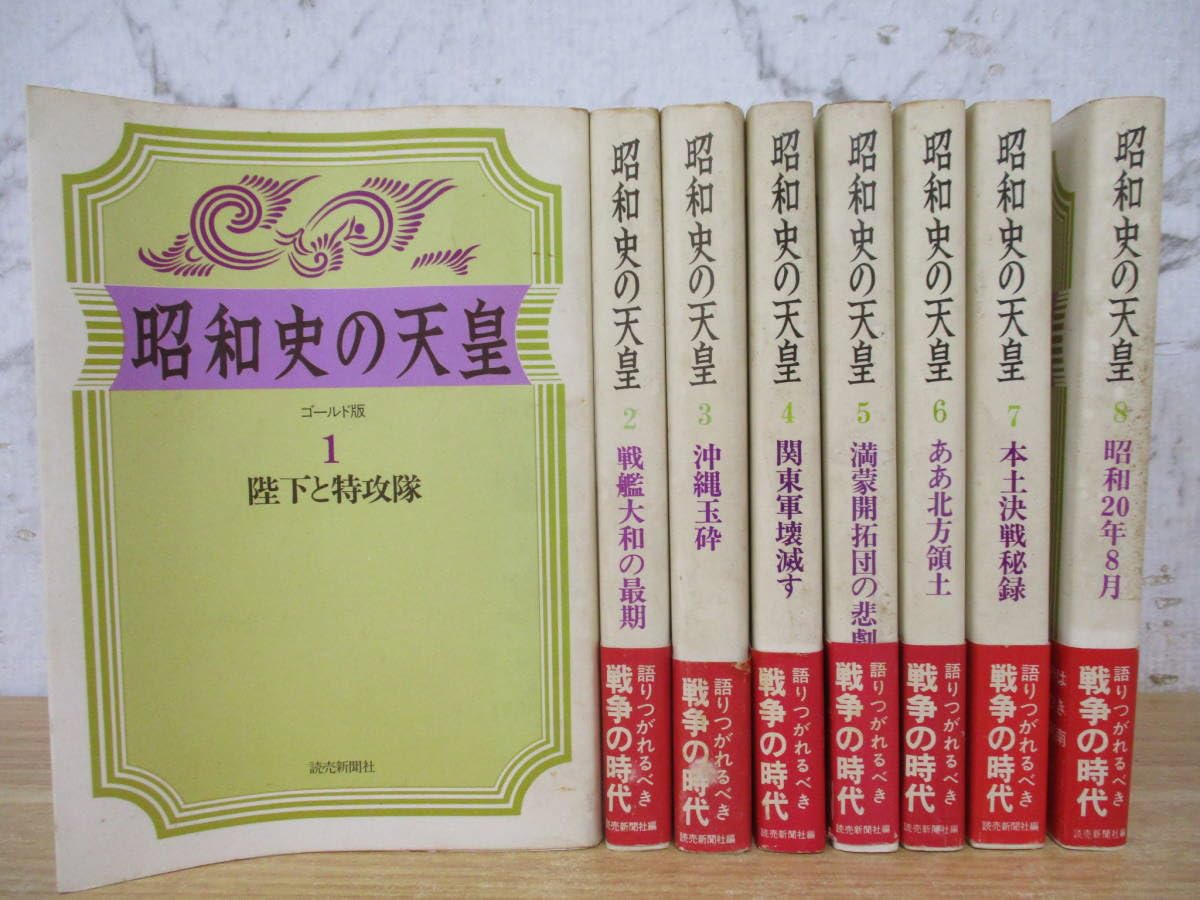 昭和史の天皇
ゴールド版
1
陛下と特攻隊
読売新聞社
昭和史の天皇 2 戦艦大和の最期
語りつがれるべき
戦争の時代
読売新聞社編
昭和史の天皇 3 沖縄玉砕
語りつがれるべき
戦争の時代
読売新聞社編
昭和史の天皇 4 関東軍壊滅す
語りつがれるべき
戦争の時代
読売新聞社編
昭和史の天皇 5 満蒙開拓団の悲劇
語りつがれるべき
戦争の時代
読売新聞社編
昭和史の天皇 6 ああ北方領土
語りつがれるべき
戦争の時代
読売新聞社編
昭和史の天皇 7 本土決戦秘録
語りつがれるべき
戦争の時代
読売新聞社編
昭和史の天皇 8 昭和20年8月
語りつがれるべき
戦争の時代
読売新聞社編